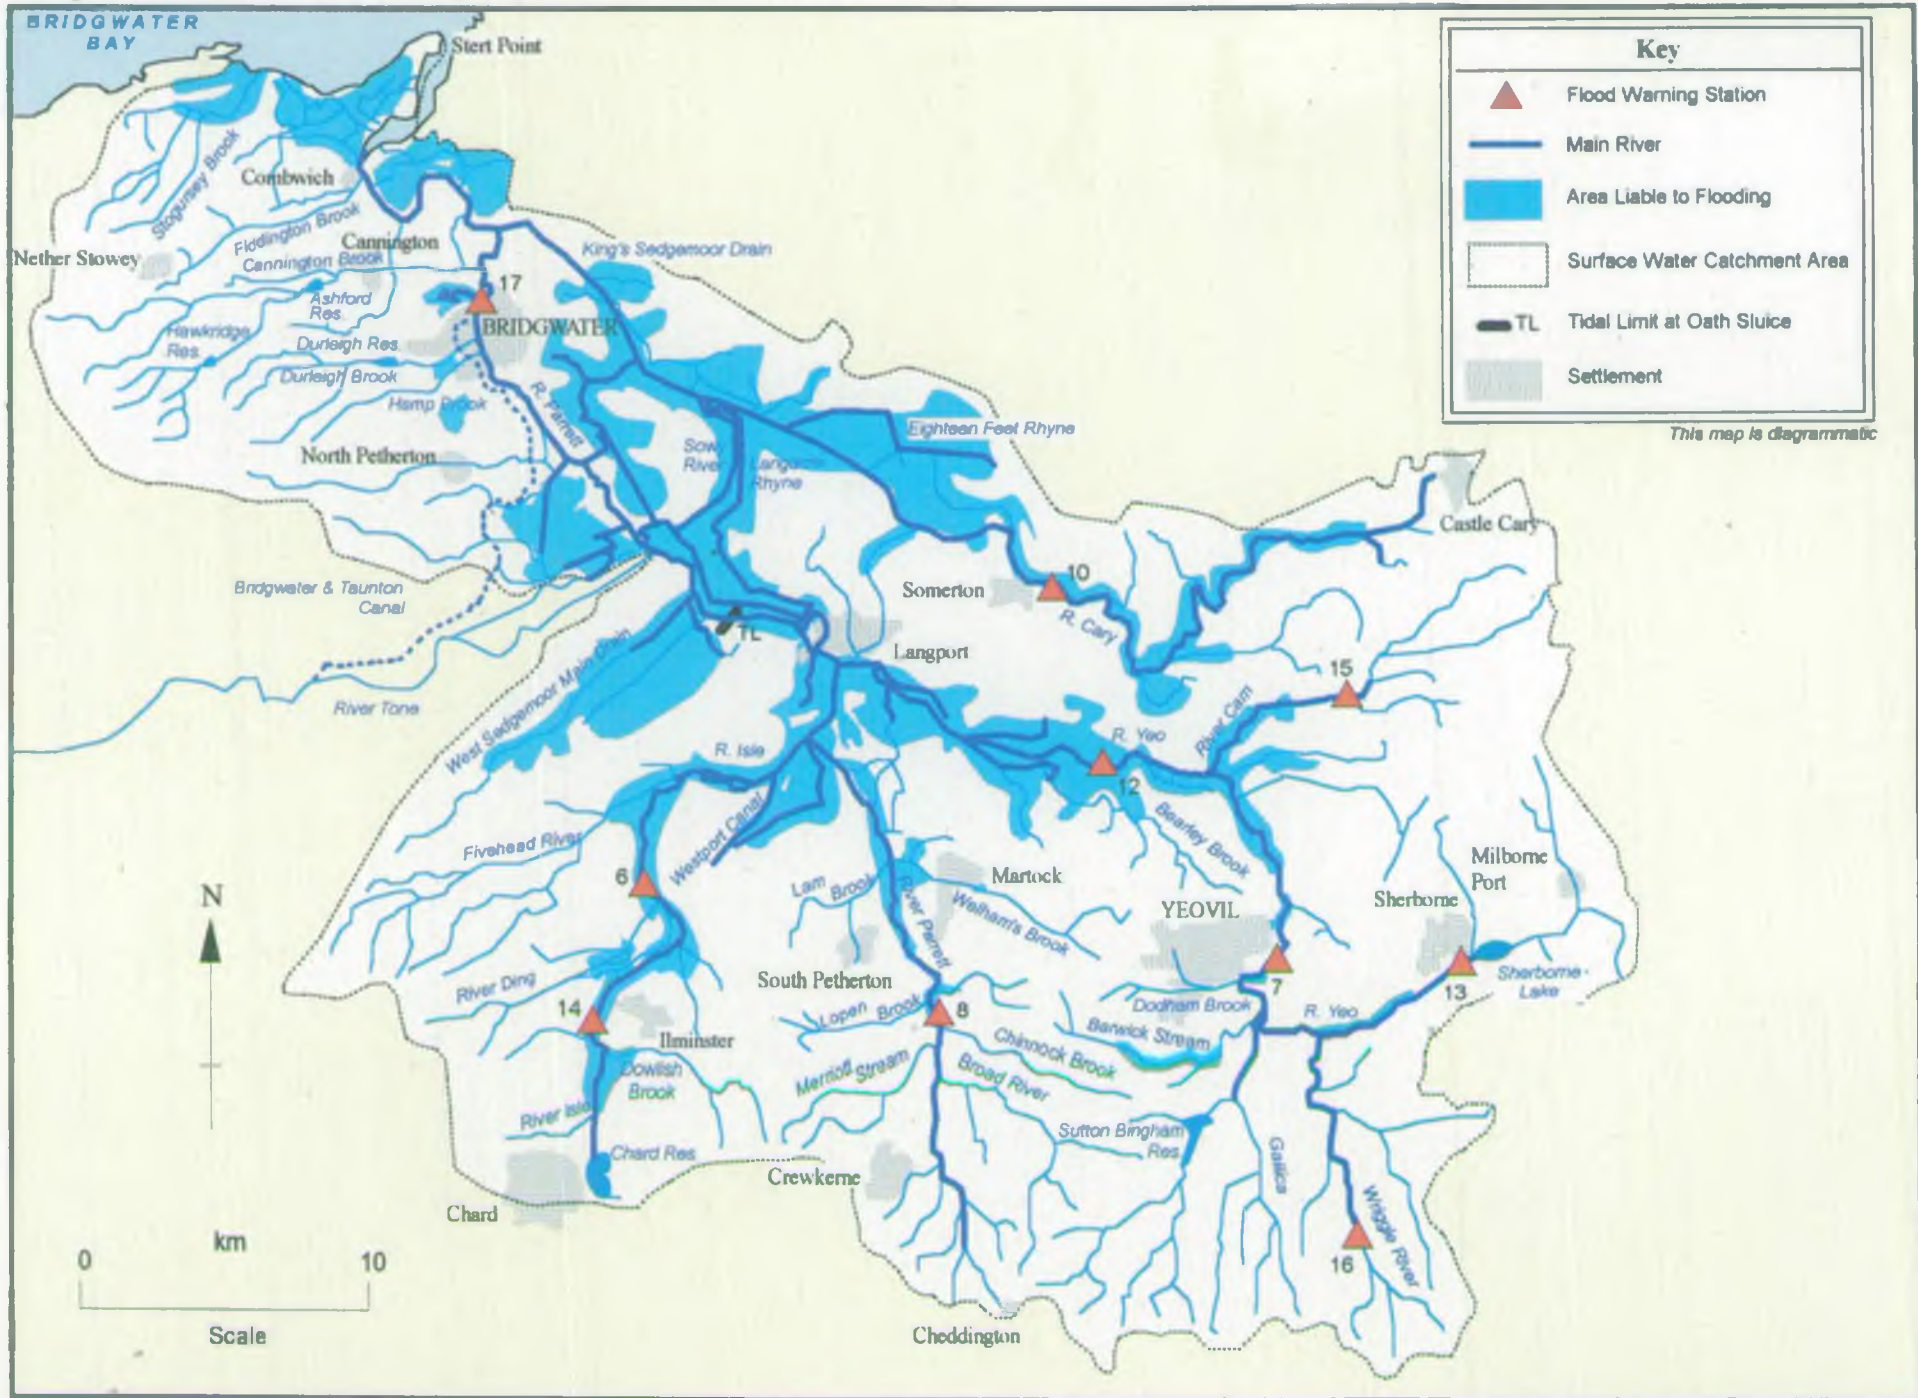 BRIDGWATER
BAY
Stert Point
Key
Flood Warning Station
Main River
Area Liable to Flooding
Surface Water Catchment Area
TL
Tidal Limit at Oath Sluice
Settlement
This map is diagrammatic
Stogursey Brook
Combwich
Fiddington Brook
Cannington
Cannington Brook
Nether Stowey
King's Sedgemoor Drain
17
Ashford
Res.
BRIDGWATER
Hawkridge
Res.
Durleigh Res.
Durleigh Brook
Hamp Brook
R. Parrett
North Petherton
Sowy
River
Langacre
Rhyne
Eighteen Feet Rhyne
Castle Cary
Bridgwater & Taunton
Canal
River Tone
West Sedgemoor Main Drain
TL
Somerton
10
R. Cary
Langport
15
River Cam
R. Yeo
12
R. Isle
Westport Canal
Bearley Brook
Fivehead River
6
Lam
Brook
Martock
River Parrett
Welham's Brook
YEOVIL
Sherborne
Milborne
Port
N
River Ding
South Petherton
Lopen Brook
8
7
13
Sherborne
Lake
Dodham Brook
Barwick Stream
R. Yeo
14
Ilminster
Dowlish
Brook
Merriott Stream
Chinnock Brook
Broad River
River Isle
Sutton Bingham
Res.
Chard Res
Crewkerne
Gallica
Wriggle River
16
Chard
Cheddington
km
0
10
Scale